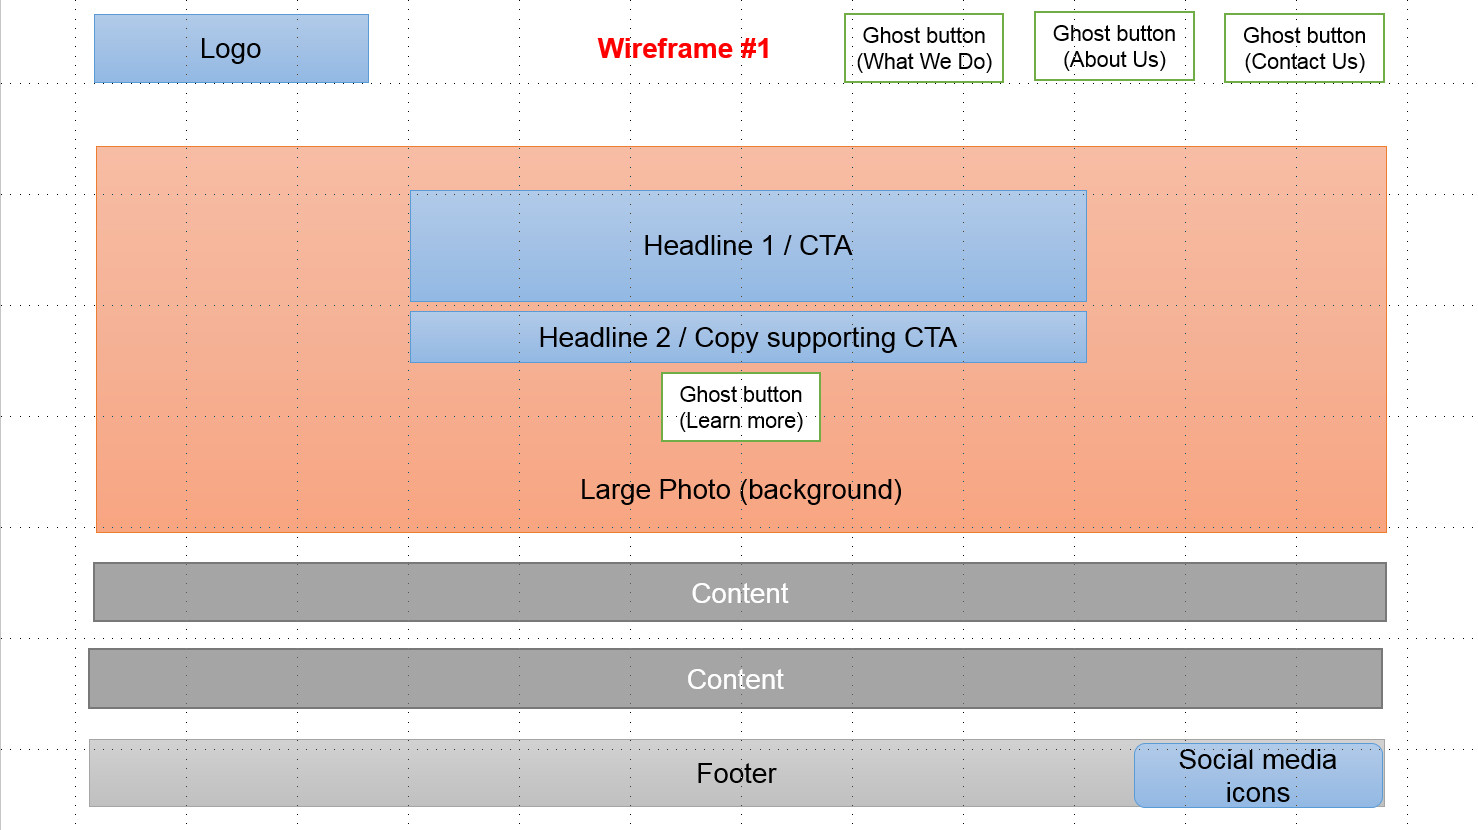 Logo
Wireframe #1
Ghost button
(What We Do)
Ghost button
(About Us)
Ghost button
(Contact Us)
Headline 1 / CTA
Headline 2 / Copy supporting CTA
Ghost button
(Learn more)
Large Photo (background)
Content
Content
Footer
Social media
icons